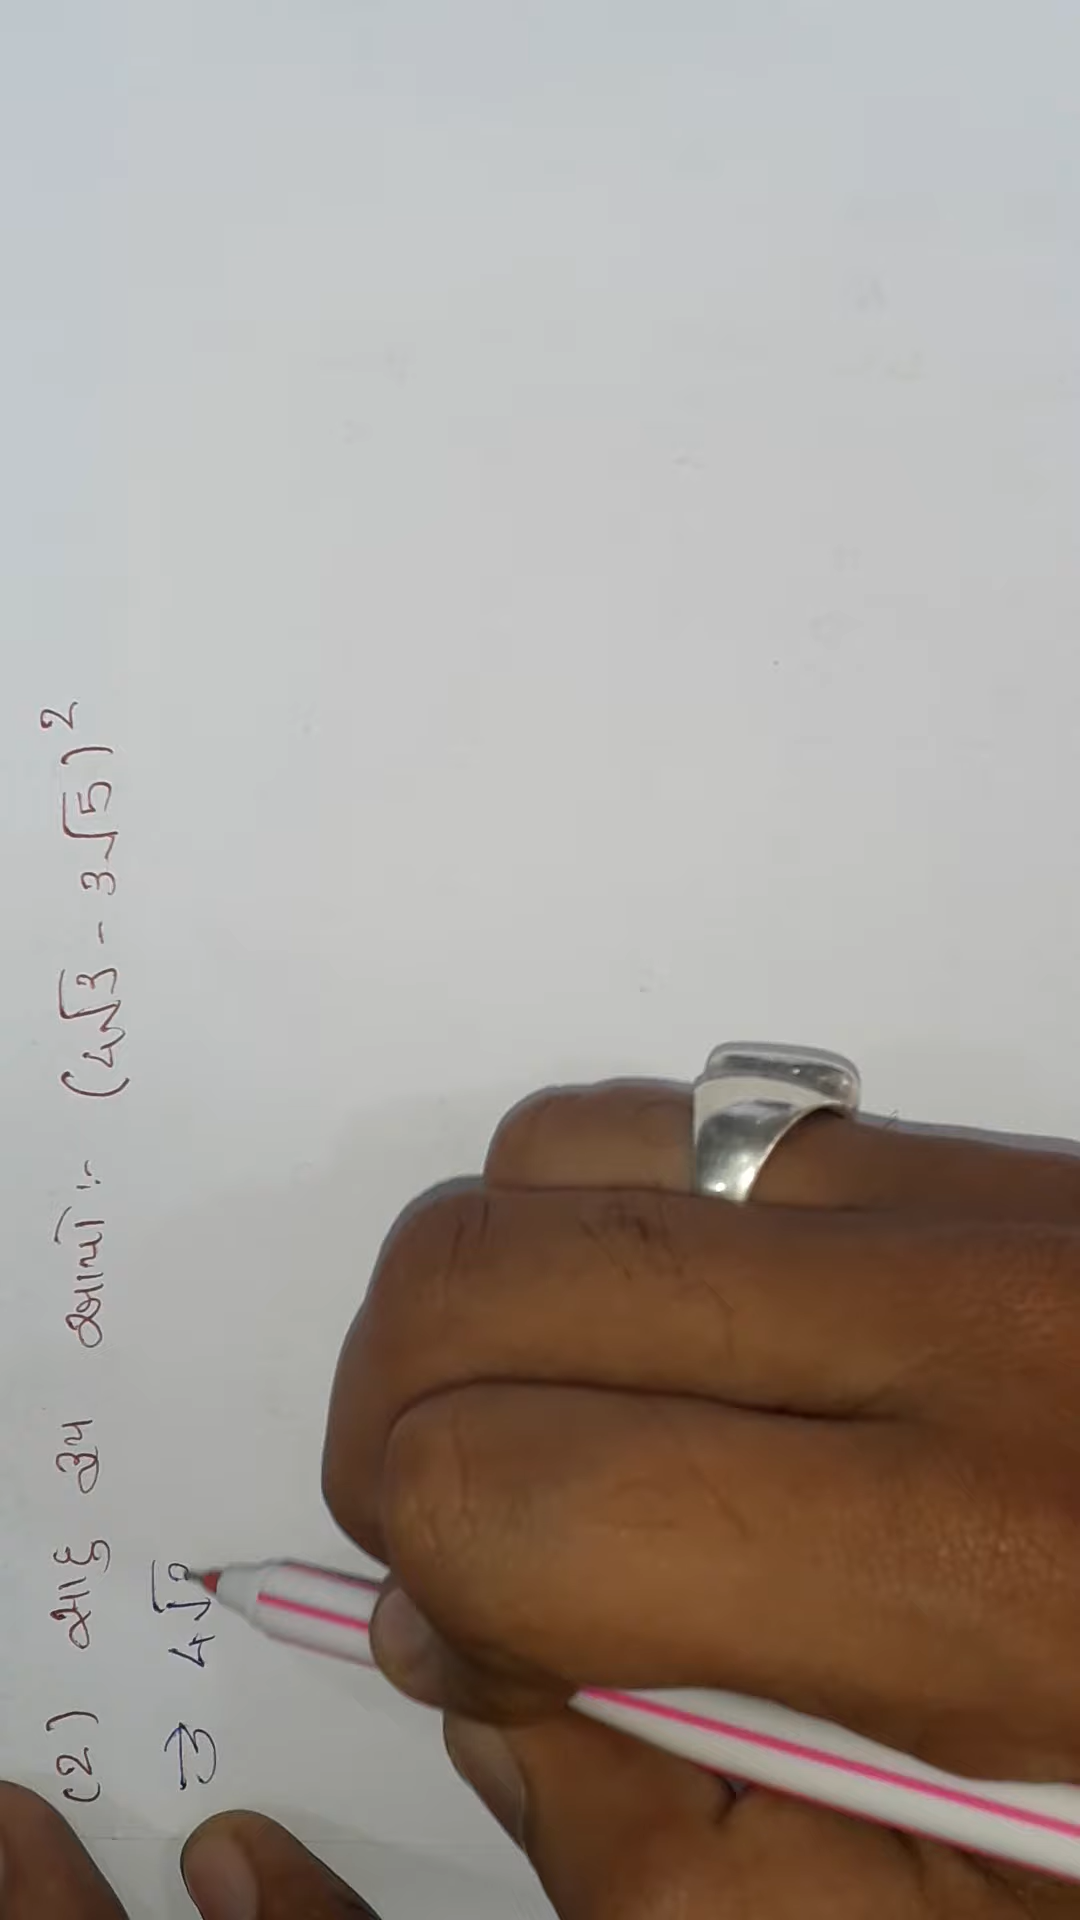 (2) સાદુ રૂપ આપો :- (4√3 - 3√5)²
→ 4√